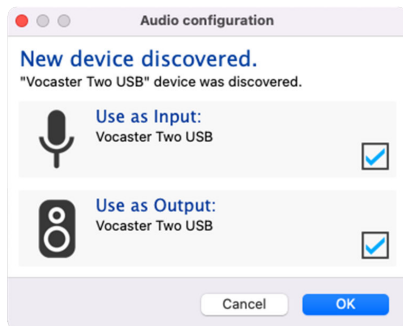 Audio configuration
New device discovered.
"Vocaster Two USB" device was discovered.
Use as Input:
Vocaster Two USB
Use as Output:
Vocaster Two USB
Cancel
OK